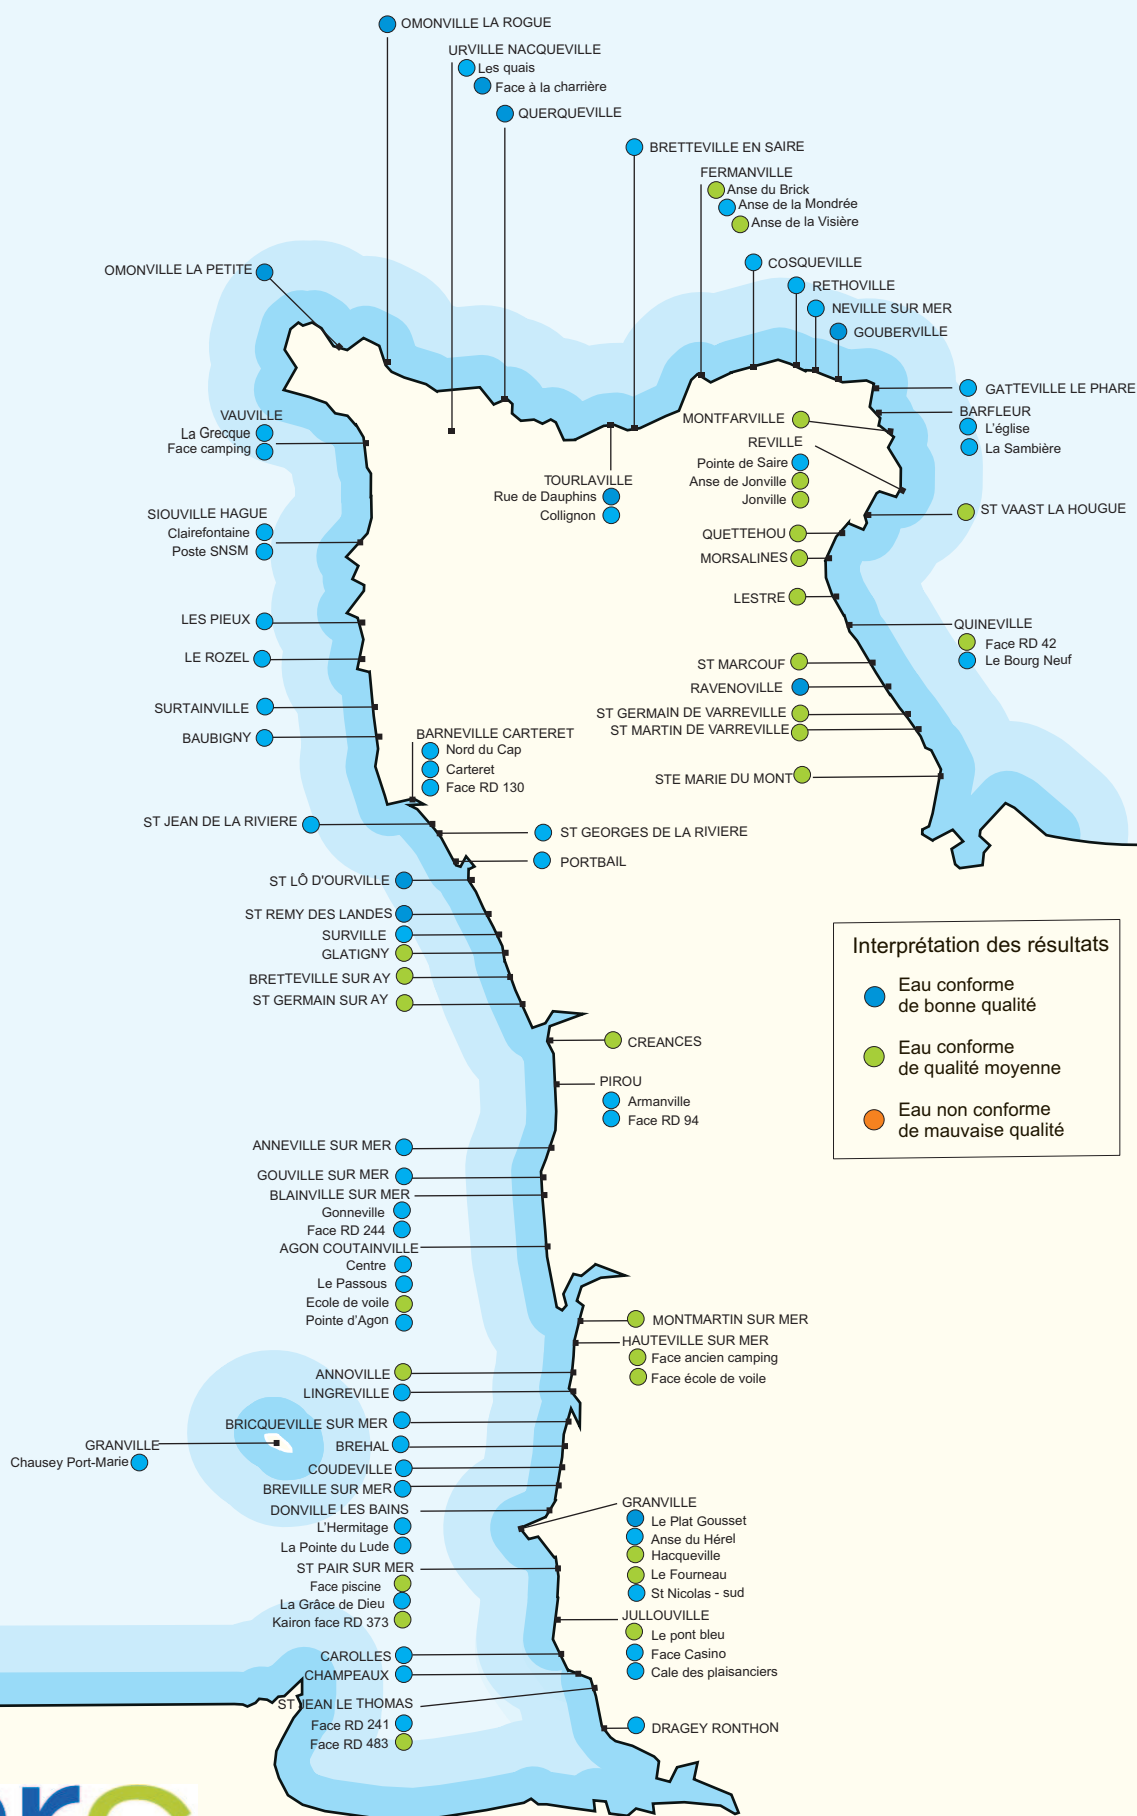 OMONVILLE LA ROGUE
URVILLE NACQUEVILLE
Les quais
Face à la charrière
QUERQUEVILLE
BRETTEVILLE EN SAIRE
FERMANVILLE
Anse du Brick
Anse de la Mondrée
Anse de la Visière
COSQUEVILLE
OMONVILLE LA PETITE
RETHOVILLE
NEVILLE SUR MER
GOUBERVILLE
GATTEVILLE LE PHARE
BARFLEUR
L'église
La Sambière
VAUVILLE
La Grecque
Face camping
MONTFARVILLE
REVILLE
Pointe de Saire
Anse de Jonville
Jonville
TOURLAVILLE
Rue de Dauphins
Collignon
ST VAAST LA HOUGUE
SIOUVILLE HAGUE
Clairefontaine
Poste SNSM
QUETTEHOU
MORSALINES
LESTRE
LES PIEUX
QUINEVILLE
Face RD 42
Le Bourg Neuf
LE ROZEL
ST MARCOUF
RAVENOVILLE
SURTAINVILLE
ST GERMAIN DE VARREVILLE
ST MARTIN DE VARREVILLE
BAUBIGNY
BARNEVILLE CARTERET
Nord du Cap
Carteret
Face RD 130
STE MARIE DU MONT
ST JEAN DE LA RIVIERE
ST GEORGES DE LA RIVIERE
PORTBAIL
ST LÔ D'OURVILLE
ST REMY DES LANDES
SURVILLE
GLATIGNY
BRETTEVILLE SUR AY
ST GERMAIN SUR AY
Interprétation des résultats
Eau conforme
de bonne qualité
Eau conforme
de qualité moyenne
Eau non conforme
de mauvaise qualité
CREANCES
PIROU
Armanville
Face RD 94
ANNEVILLE SUR MER
GOUVILLE SUR MER
BLAINVILLE SUR MER
Gonneville
Face RD 244
AGON COUTAINVILLE
Centre
Le Passous
Ecole de voile
Pointe d'Agon
MONTMARTIN SUR MER
HAUTEVILLE SUR MER
Face ancien camping
Face école de voile
ANNOVILLE
LINGREVILLE
BRICQUEVILLE SUR MER
GRANVILLE
Chausey Port-Marie
BREHAL
COUDEVILLE
BREVILLE SUR MER
DONVILLE LES BAINS
L'Hermitage
La Pointe du Lude
GRANVILLE
Le Plat Gousset
Anse du Hérel
Hacqueville
Le Fourneau
St Nicolas - sud
ST PAIR SUR MER
Face piscine
La Grâce de Dieu
Kairon face RD 373
JULLOUVILLE
Le pont bleu
Face Casino
Cale des plaisanciers
CAROLLES
CHAMPEAUX
ST JEAN LE THOMAS
Face RD 241
Face RD 483
DRAGEY RONTHON